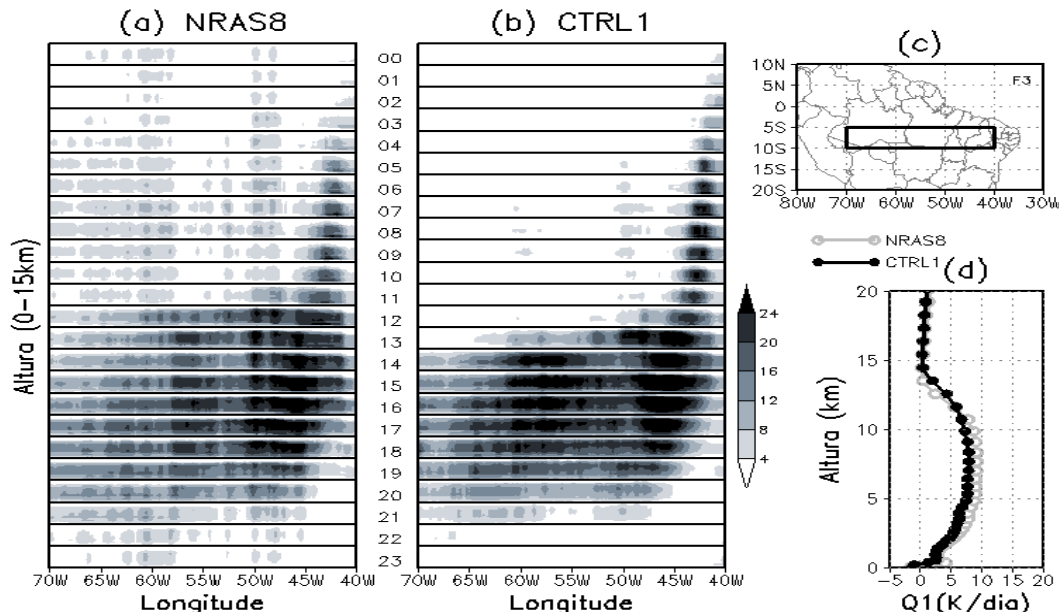 (a) NRAS8
(b) CTRL1
(c)
00
01
02
03
04
05
06
07
08
09
10
11
12
13
14
15
16
17
18
19
20
21
22
23
Altura (0-15km)
70W 65W 60W 55W 50W 45W 40W
Longitude
70W 65W 60W 55W 50W 45W 40W
Longitude
24
20
16
12
8
4
10N
5N
0
5S
10S
15S
20S
F3
80W 70W 60W 50W 40W 30W
NRAS8
CTRL1
(d)
20
15
10
5
0
Altura (km)
-5 0 5 10 15 20
Q1(K/dia)